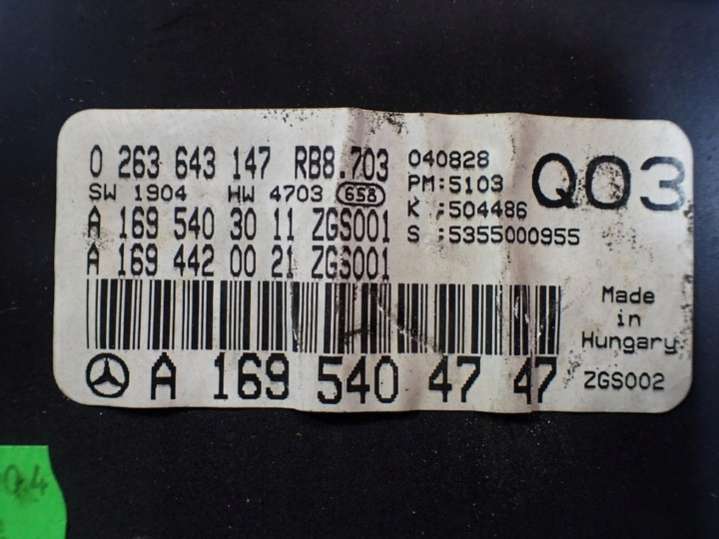 0 263 643 147 RB8.703
SW 1904 HW 4703 658
A 169 540 30 11 ZGS001
A 169 442 00 21 ZGS001
040828
PM:5103
K :504486
S :5355000955
Q03
Made
in
Hungary
A 169 540 47 47
ZGS002